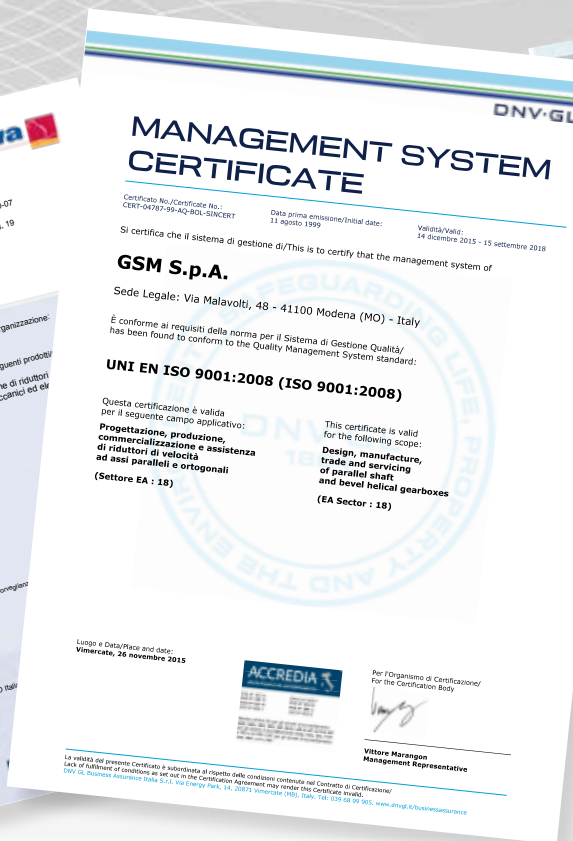 DNV·GL
MANAGEMENT SYSTEM
CERTIFICATE
Certificato No./Certificate No.:
CERT-04787-99-AQ-BOL-SINCERT
Data prima emissione/Initial date:
11 agosto 1999
Validità/Valid:
14 dicembre 2015 - 15 settembre 2018
Si certifica che il sistema di gestione di/This is to certify that the management system of
GSM S.p.A.
Sede Legale: Via Malavolti, 48 - 41100 Modena (MO) - Italy
È conforme ai requisiti della norma per il Sistema di Gestione Qualità/
has been found to conform to the Quality Management System standard:
UNI EN ISO 9001:2008 (ISO 9001:2008)
Questa certificazione è valida
per il seguente campo applicativo:
Progettazione, produzione,
commercializzazione e assistenza
di riduttori di velocità
ad assi paralleli e ortogonali
(Settore EA : 18)
This certificate is valid
for the following scope:
Design, manufacture,
trade and servicing
of parallel shaft
and bevel helical gearboxes
(EA Sector : 18)
Luogo e Data/Place and date:
Vimercate, 26 novembre 2015
ACCREDIA
Per l'Organismo di Certificazione/
For the Certification Body
Vittore Marangon
Management Representative
La validità del presente Certificato è subordinata al rispetto delle condizioni contenute nel Contratto di Certificazione/
Lack of fulfilment of conditions as set out in the Certification Agreement may render this Certificate invalid.
DNV GL Business Assurance Italia S.r.l. Via Energy Park, 14, 20871 Vimercate (MB), Italy. Tel: 039 68 99 905. www.dnvgl.it/businessassurance